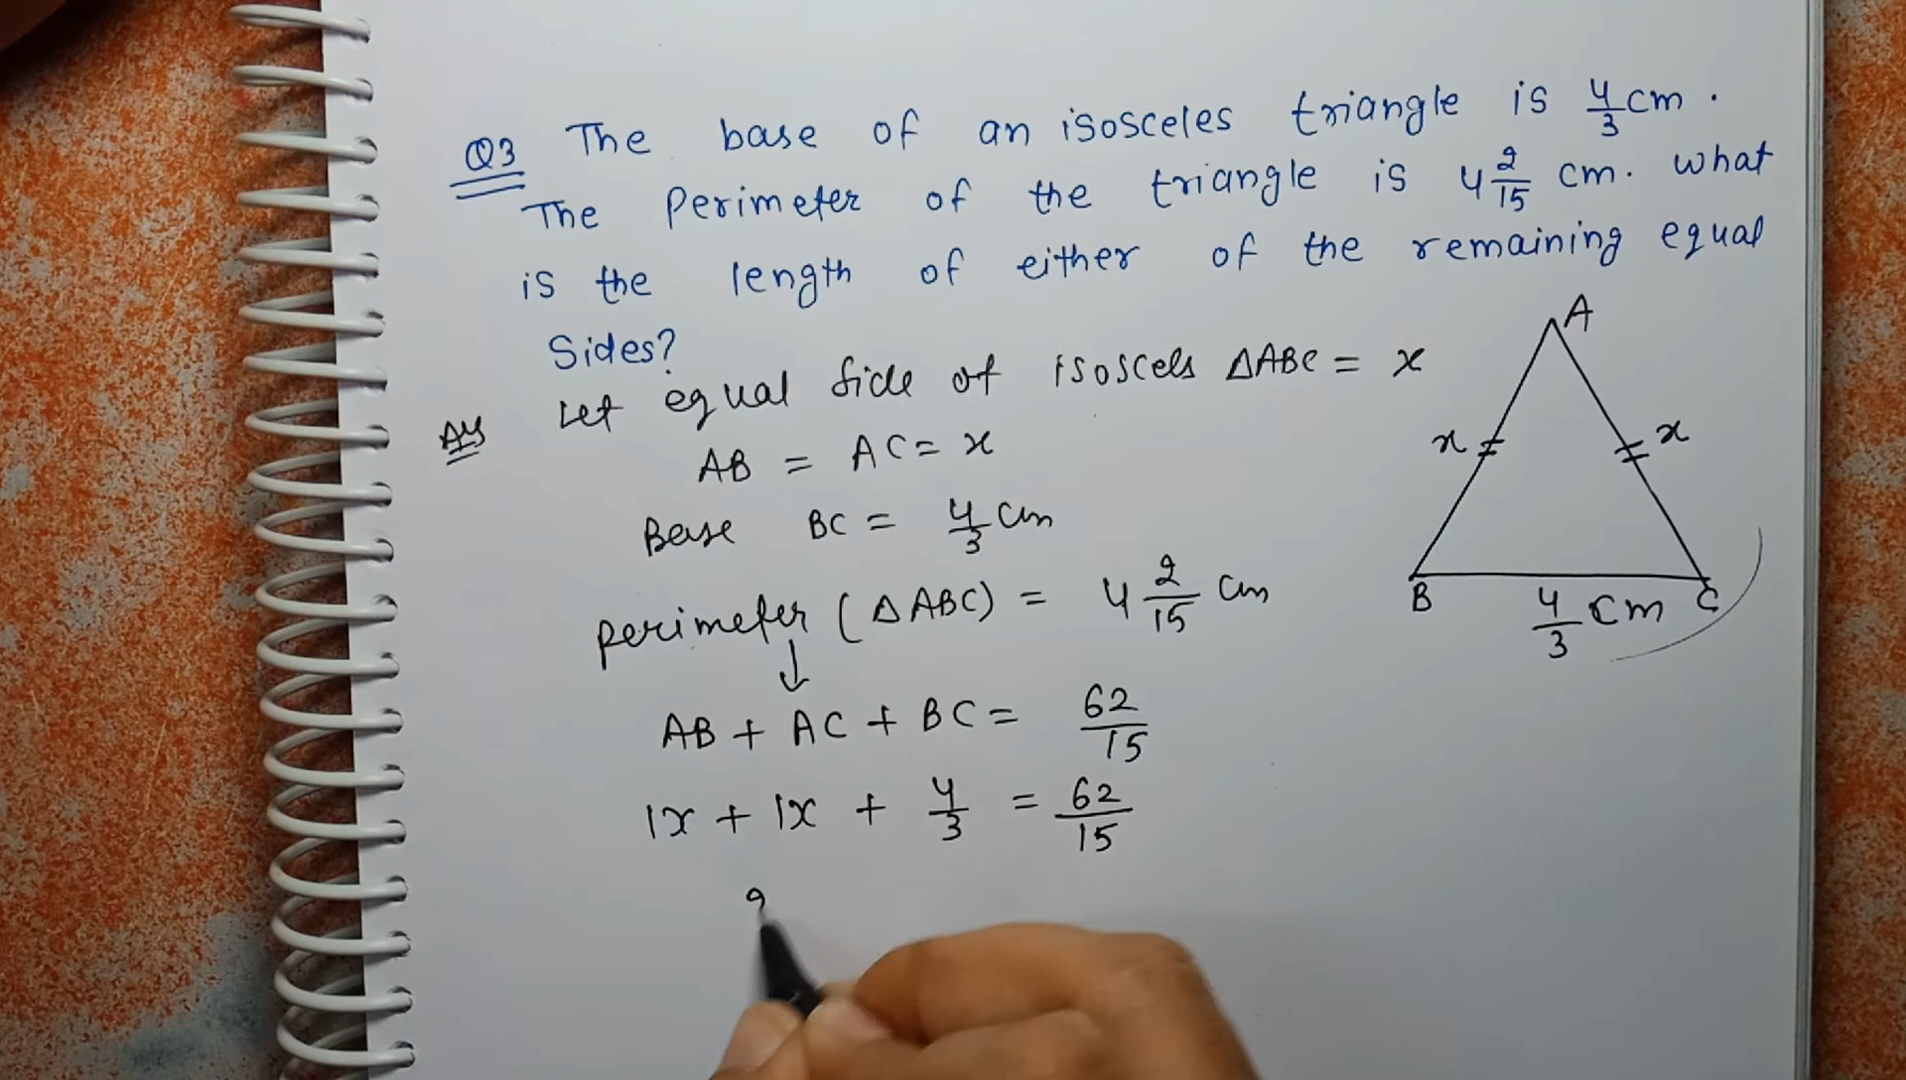 Q3 The base of an isosceles triangle is 4/3 cm.
The Perimeter of the triangle is 4 2/15 cm. what
is the length of either of the remaining equal
Sides?
Ans Let equal side of isoscels ΔABC = x
AB = AC = x
Base BC = 4/3 cm
perimeter (ΔABC) = 4 2/15 cm
↓
AB + AC + BC = 62/15
1x + 1x + 4/3 = 62/15
A
x x
B 4/3 cm C